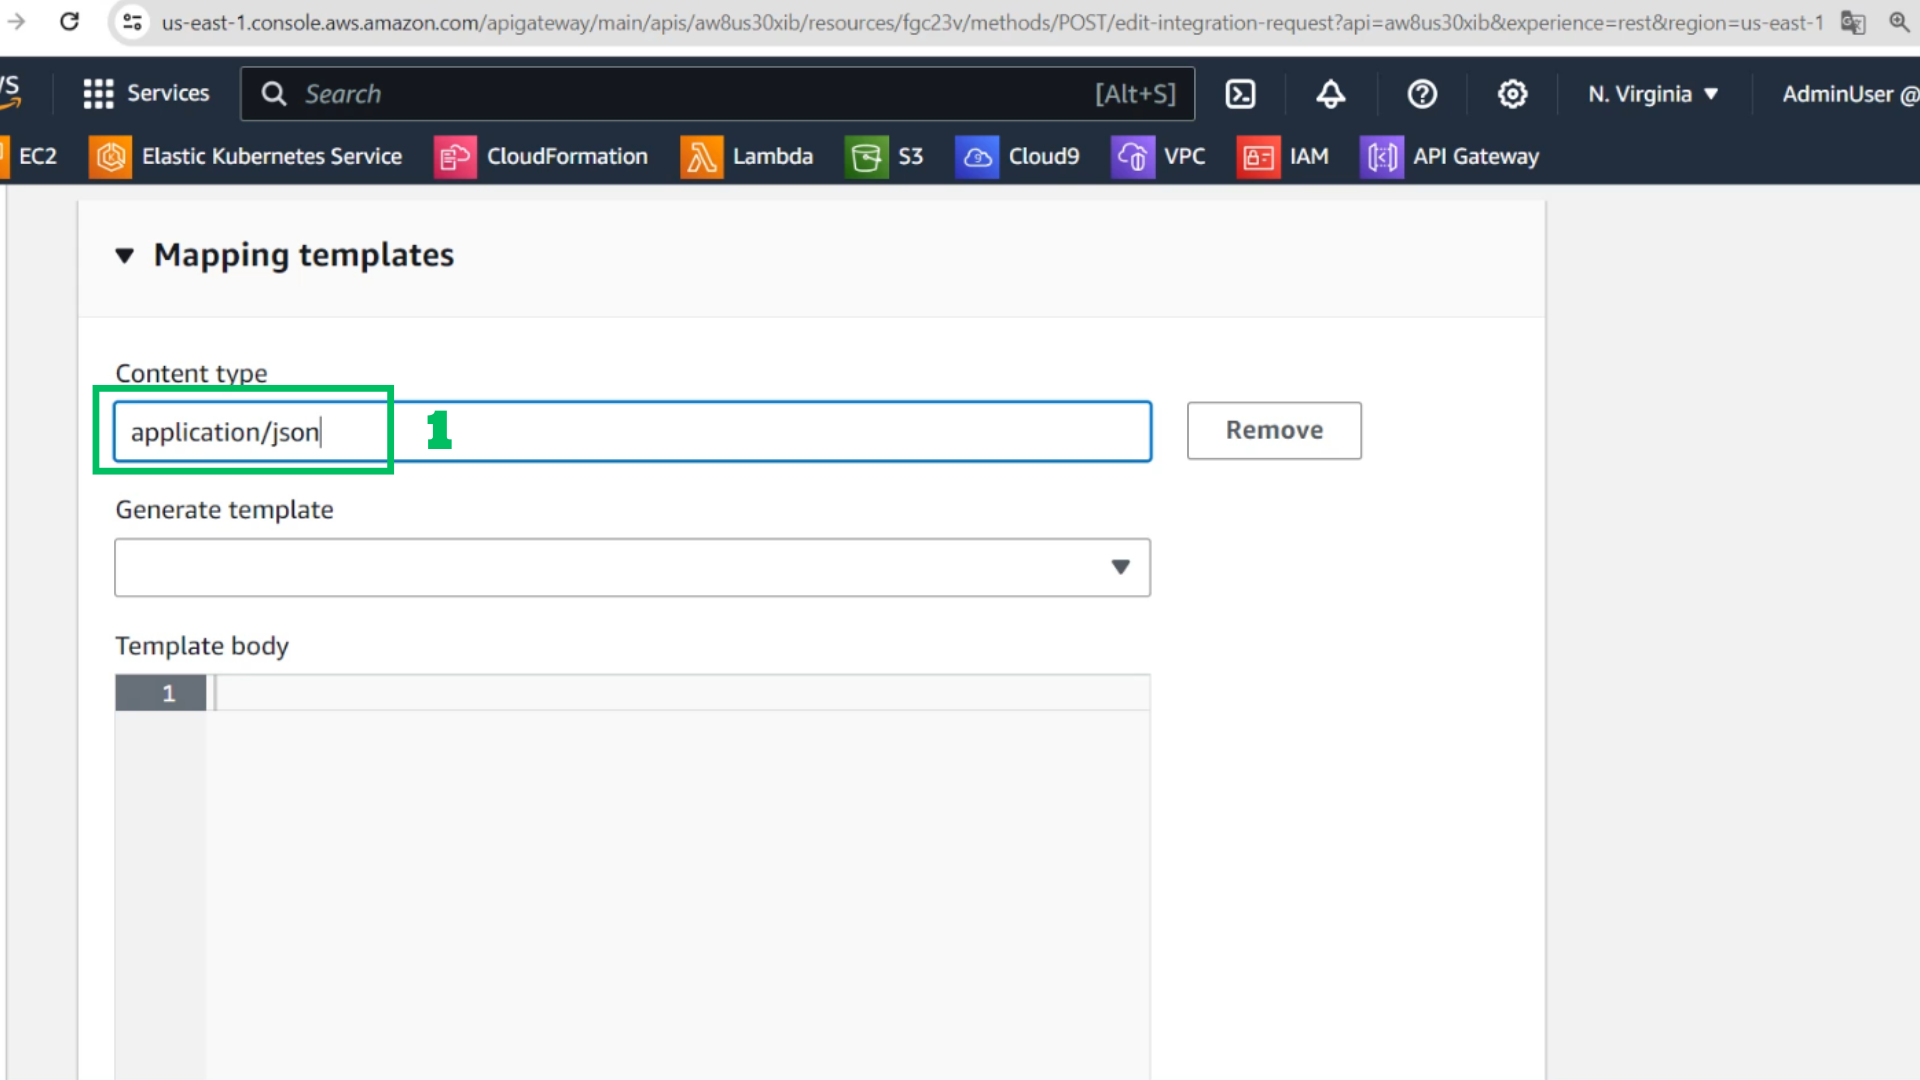 us-east-1.console.aws.amazon.com/apigateway/main/apis/aw8us30xib/resources/fgc23v/methods/POST/edit-integration-request?api=aw8us30xib&experience=rest&region=us-east-1
Services
Search
[Alt+S]
N. Virginia
AdminUser @
EC2
Elastic Kubernetes Service
CloudFormation
Lambda
S3
Cloud9
VPC
IAM
API Gateway
Mapping templates
Content type
application/json
1
Remove
Generate template
Template body
1